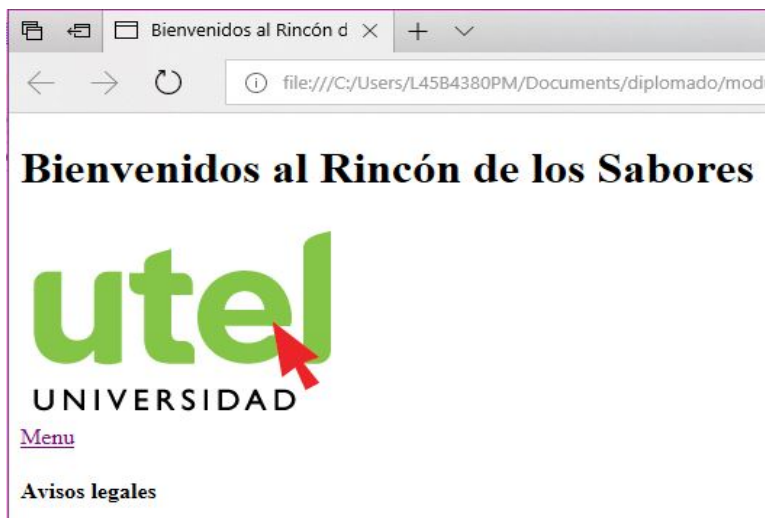 Bienvenidos al Rincón d
file:///C:/Users/L45B4380PM/Documents/diplomado/mod
Bienvenidos al Rincón de los Sabores
utel
UNIVERSIDAD
Menu
Avisos legales